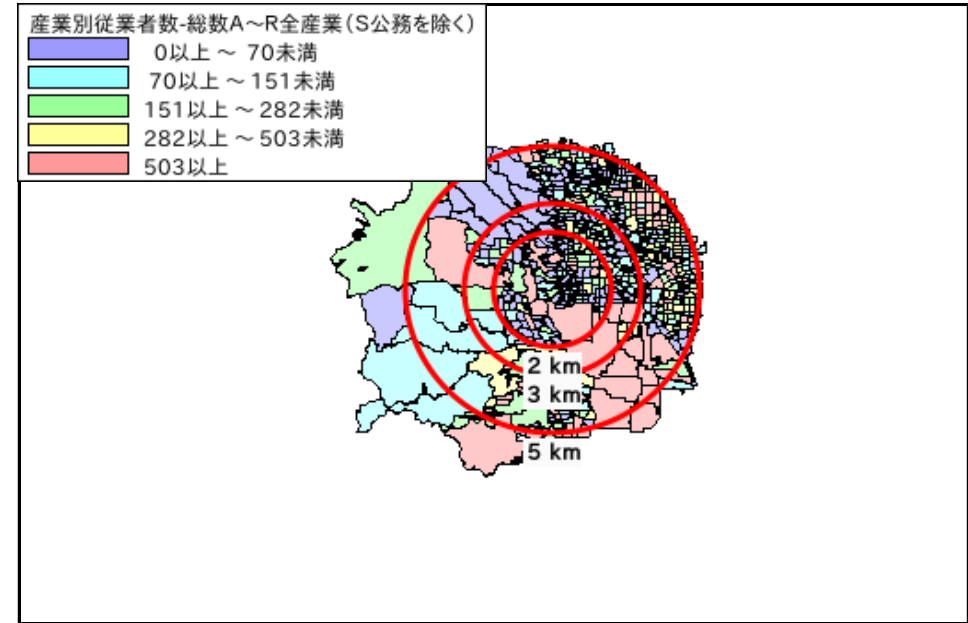 産業別従業者数-総数A～R全産業(S公務を除く)
0以上 ～ 70未満
70以上 ～ 151未満
151以上 ～ 282未満
282以上 ～ 503未満
503以上
2 km
3 km
5 km